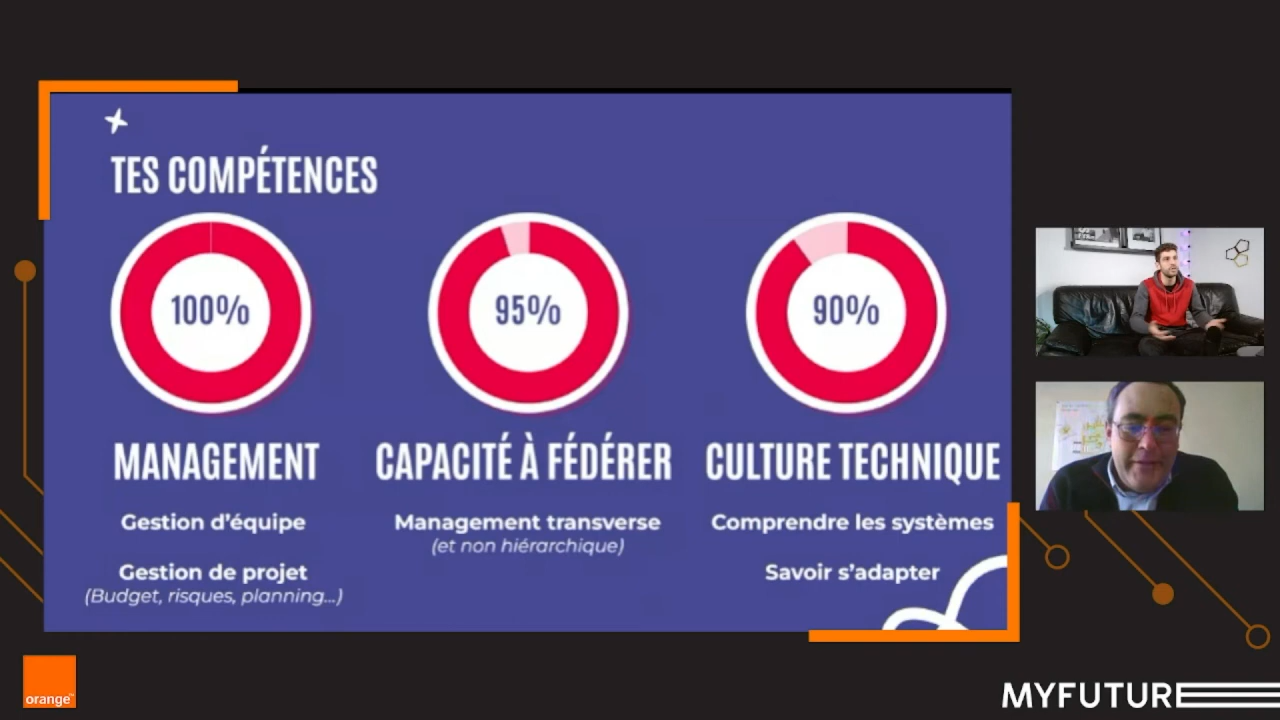 TES COMPÉTENCES
100%
95%
90%
MANAGEMENT
CAPACITÉ À FÉDÉRER
CULTURE TECHNIQUE
Gestion d'équipe
Management transverse
Comprendre les systèmes
(et non hiérarchique)
Gestion de projet
Savoir s'adapter
(Budget, risques, planning...)
orange™
MYFUTURE